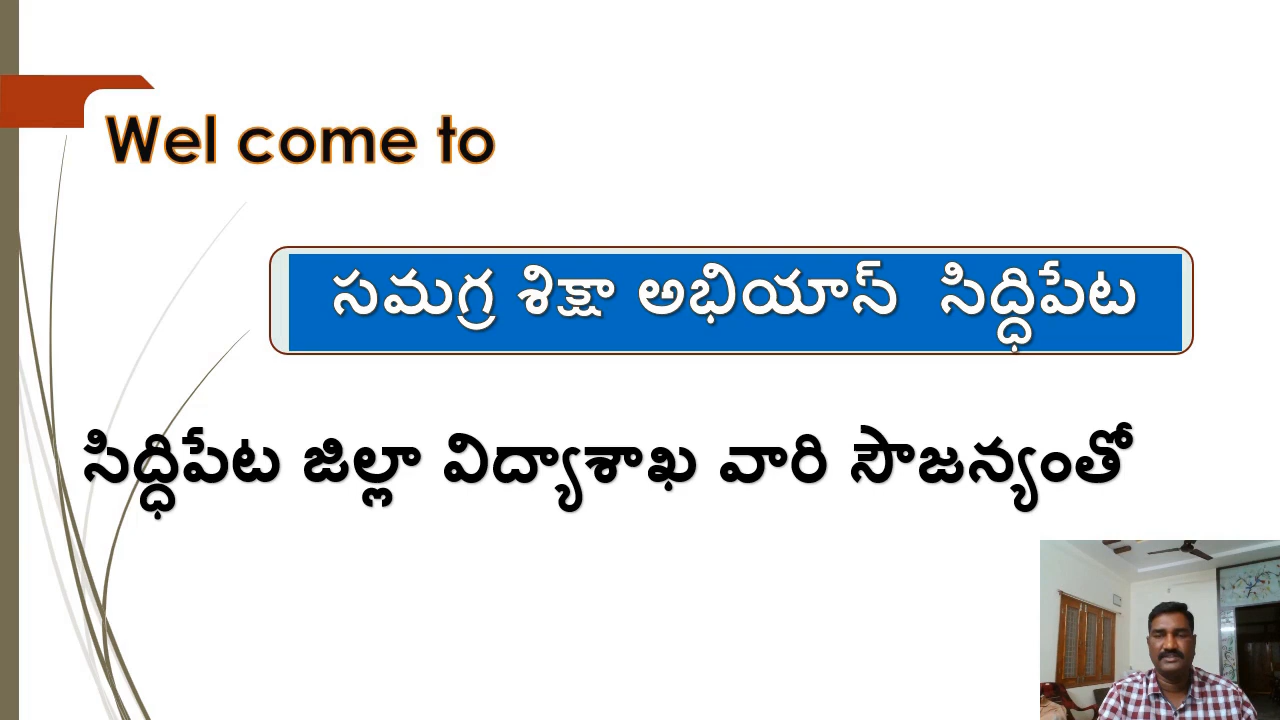 Wel come to
సమగ్ర శిక్షా అభియాన్ సిద్ధిపేట
సిద్ధిపేట జిల్లా విద్యాశాఖ వారి సౌజన్యంతో